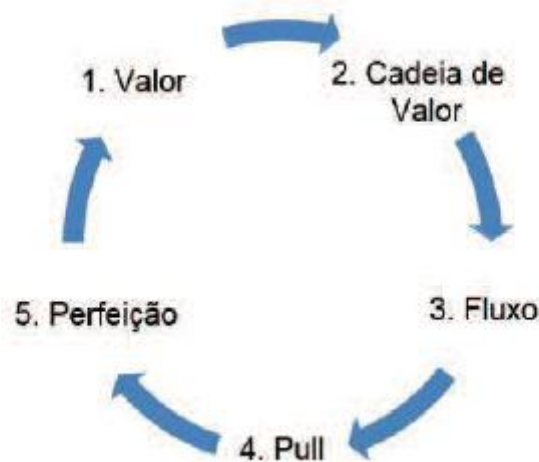 1. Valor
2. Cadeia de
Valor
3. Fluxo
4. Pull
5. Perfeição